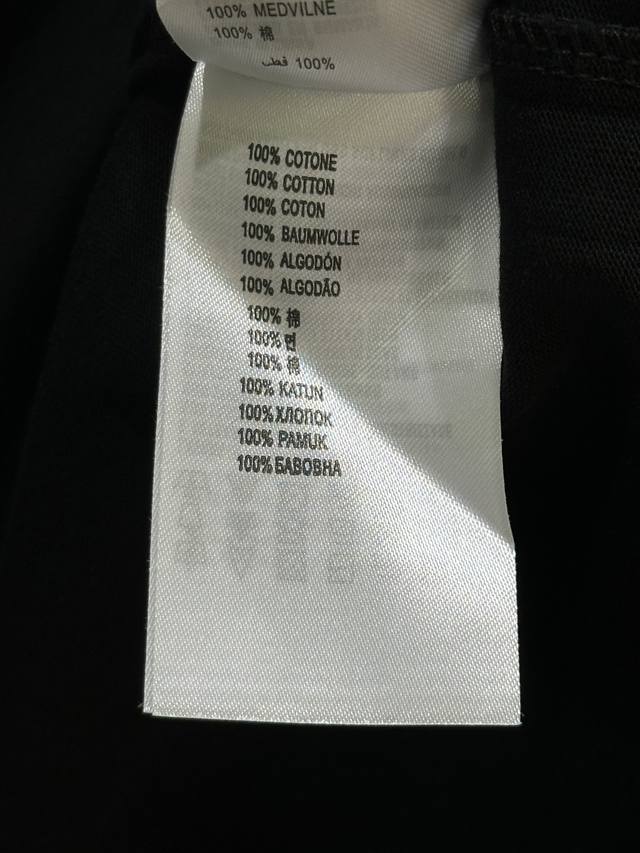 100% MEDVILNE
100% 棉
100% قطن
100% COTONE
100% COTTON
100% COTON
100% BAUMWOLLE
100% ALGODÓN
100% ALGODÃO
100% 棉
100% 면
100% 棉
100% KATUN
100% ХЛОПОК
100% PAMUK
100% БАВОВНА